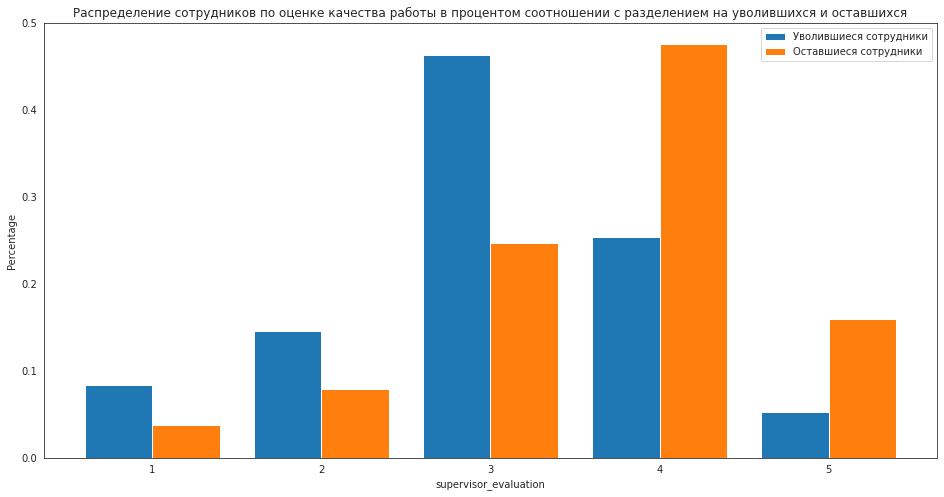 Распределение сотрудников по оценке качества работы в процентом соотношении с разделением на уволившихся и оставшихся
Уволившиеся сотрудники
Оставшиеся сотрудники
Percentage
0.5
0.4
0.3
0.2
0.1
0.0
1 2 3 4 5
supervisor_evaluation